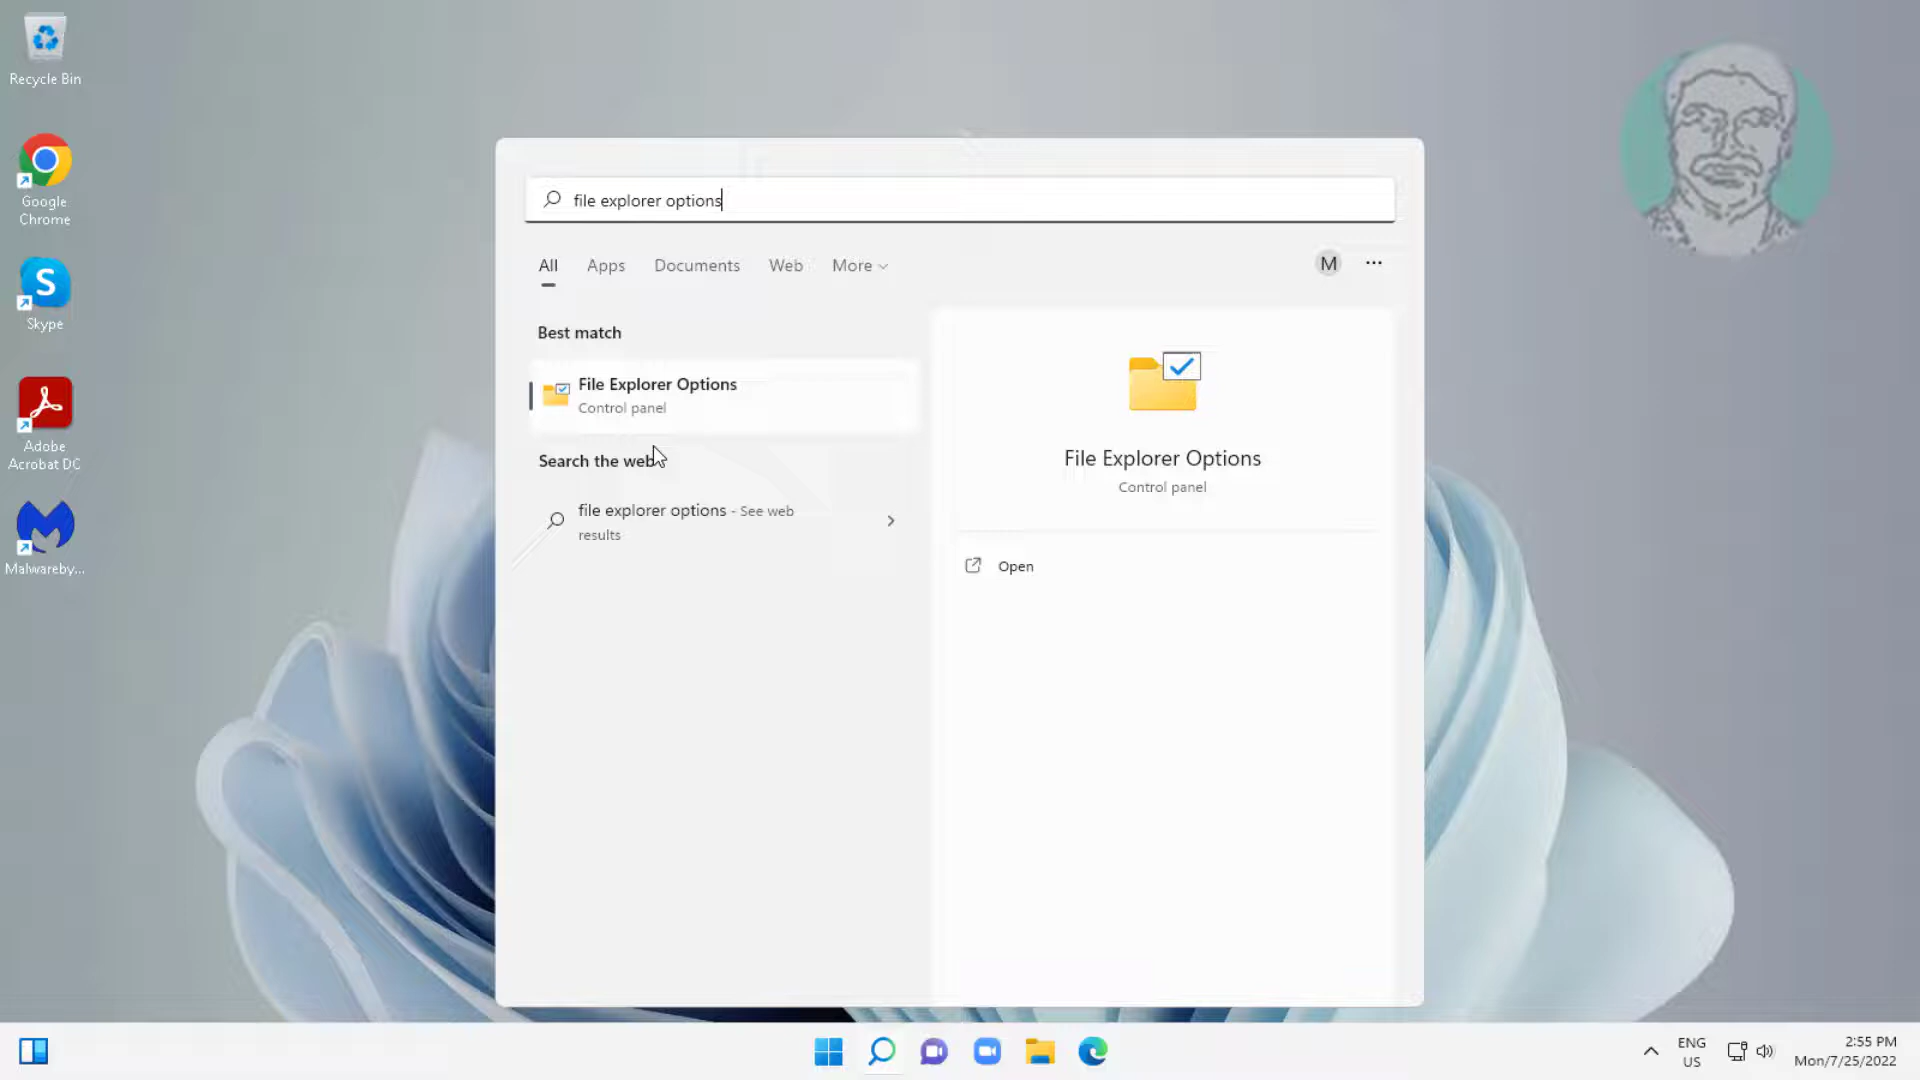 Recycle Bin
Google
Chrome
Skype
Adobe
Acrobat DC
Malwareby...
file explorer options
All Apps Documents Web More
M
Best match
File Explorer Options
Control panel
Search the web
file explorer options - See web
results
File Explorer Options
Control panel
Open
ENG
US
2:55 PM
Mon/7/25/2022